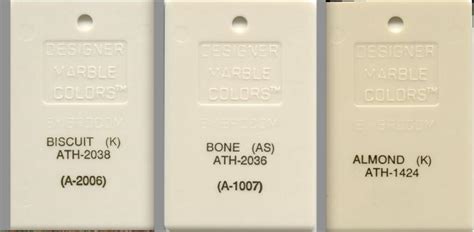 DESIGNER
MARBLE
COLORS™
BISCUIT (K)
ATH-2038
(A-2006)
DESIGNER
MARBLE
COLORS™
BONE (AS)
ATH-2036
(A-1007)
DESIGNER
MARBLE
COLORS™
ALMOND (K)
ATH-1424